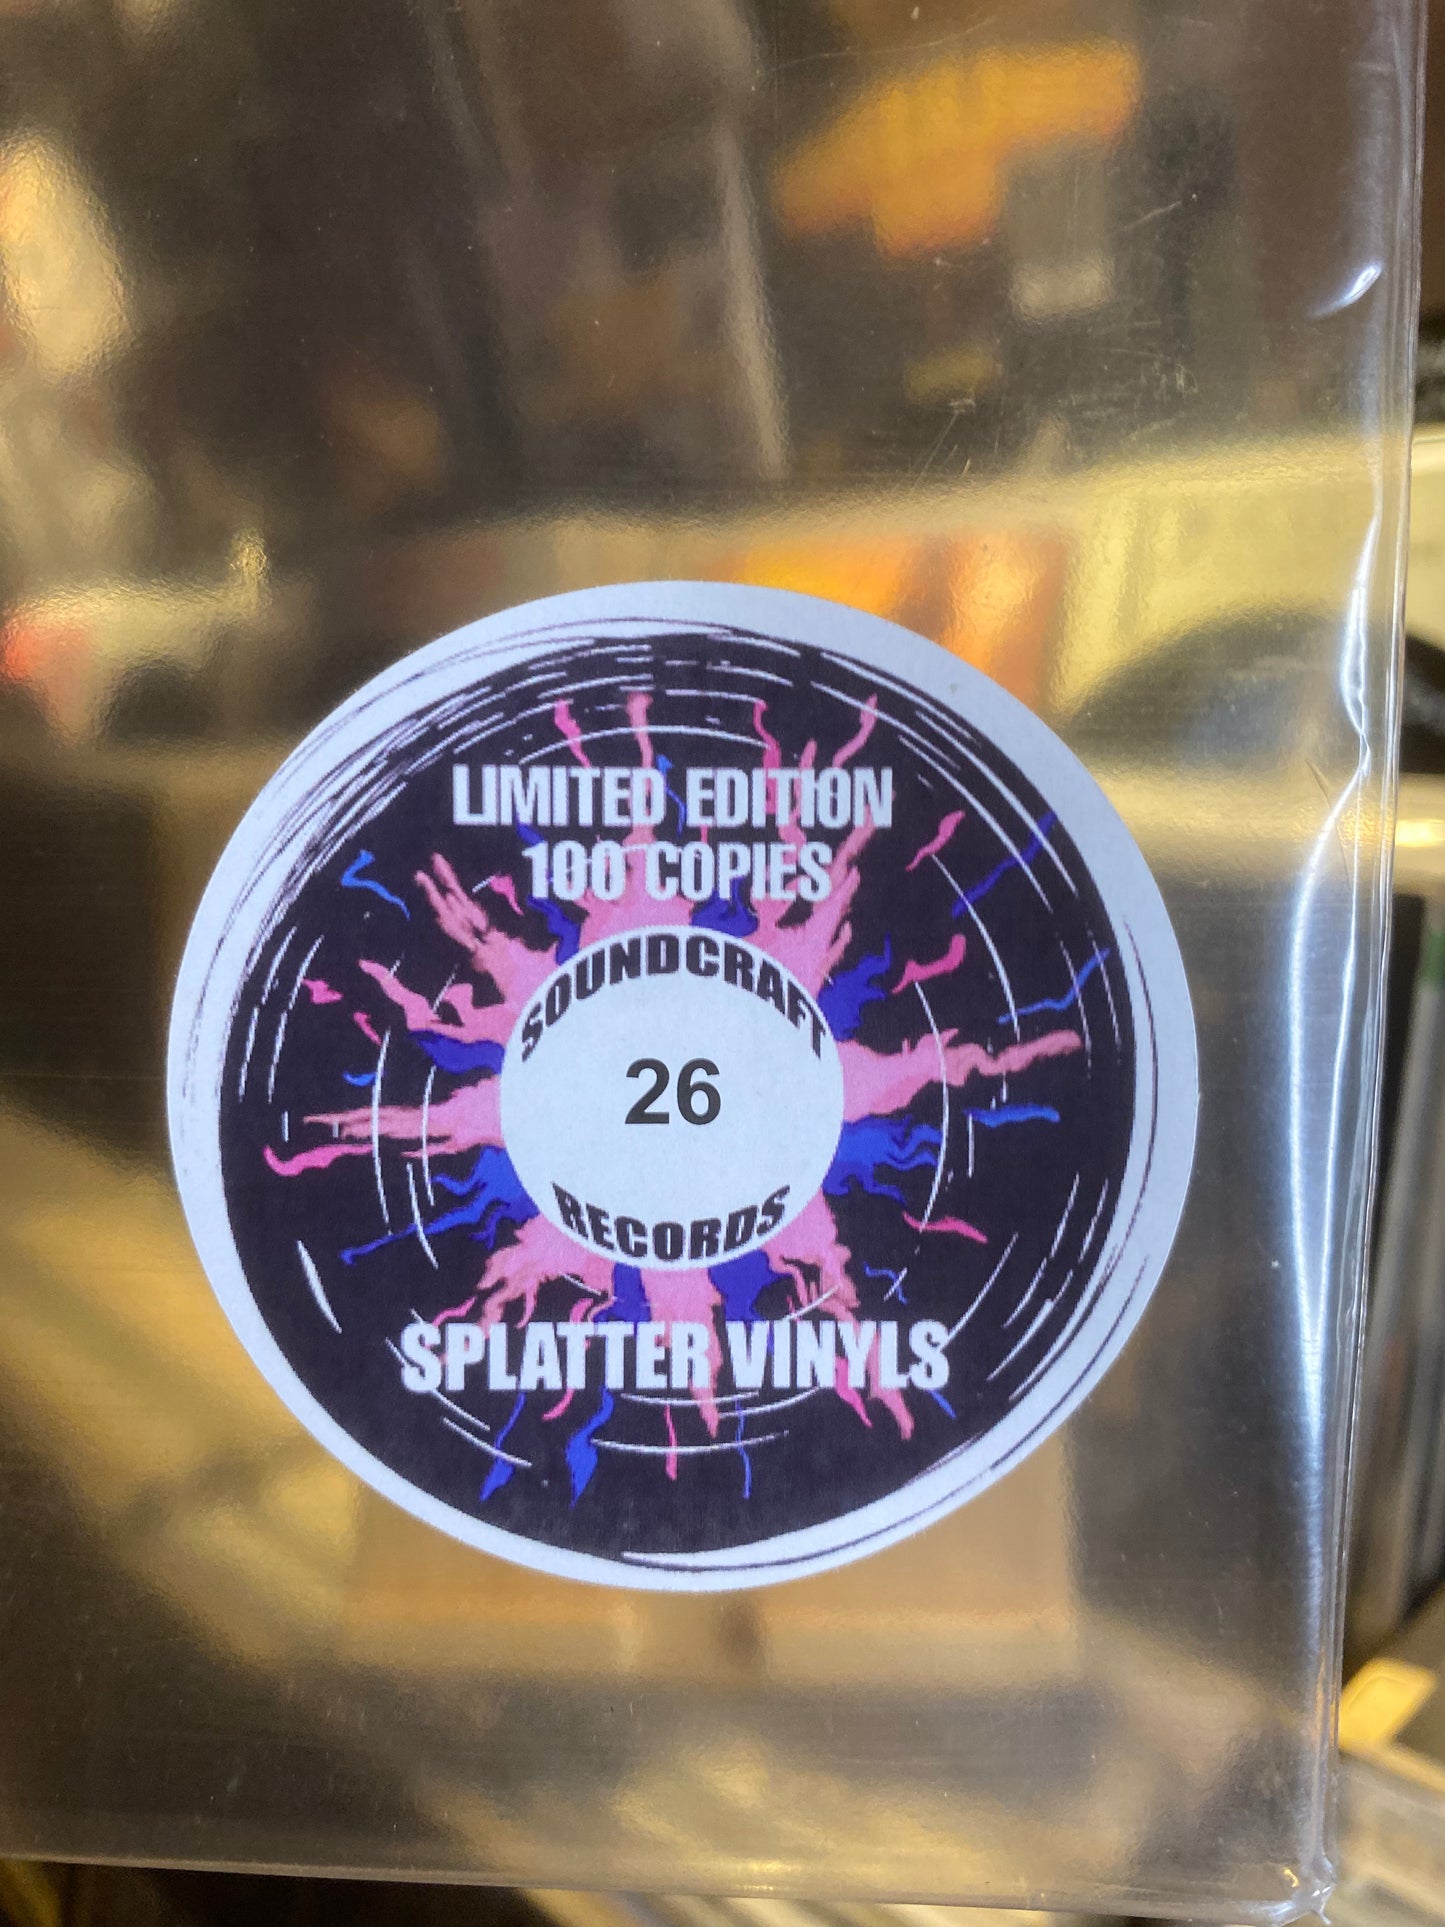 LIMITED EDITION
100 COPIES
SOUNDCRAFT
26
RECORDS
SPLATTER VINYLS